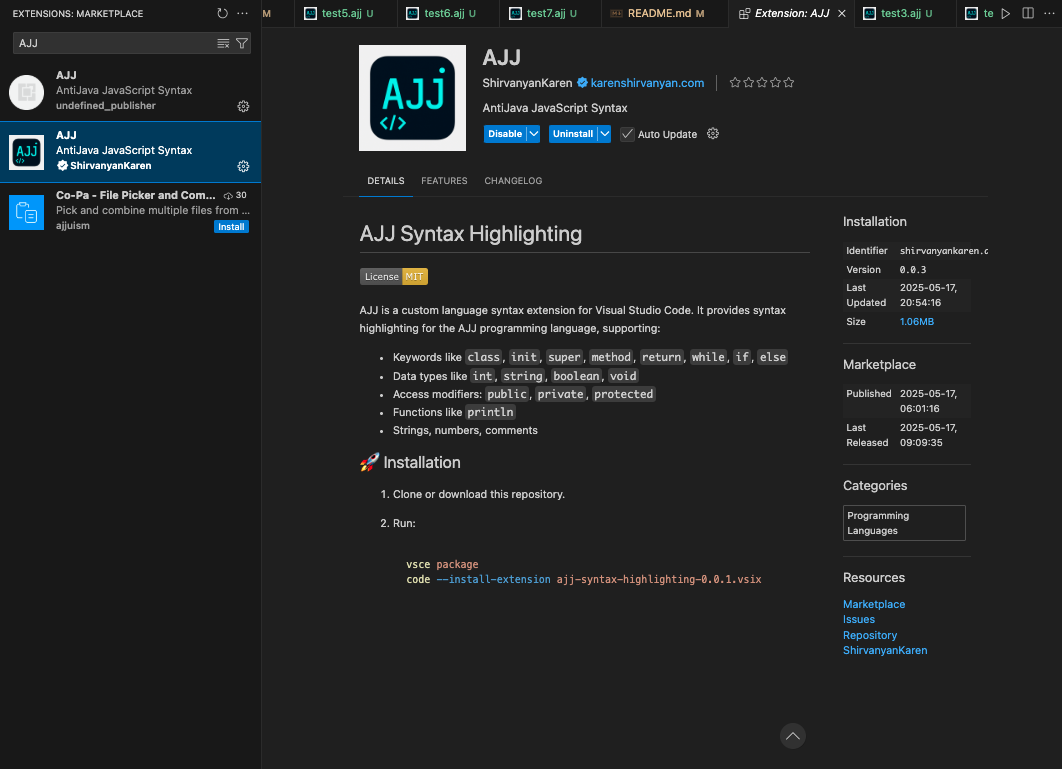 EXTENSIONS: MARKETPLACE
AJJ
AJJ
AntiJava JavaScript Syntax
undefined_publisher
AJJ
AJJ
AntiJava JavaScript Syntax
ShirvanyanKaren
Co-Pa - File Picker and Com... 30
Pick and combine multiple files from ...
ajjuism
Install
M
AJJ test5.ajj U
AJJ test6.ajj U
AJJ test7.ajj U
README.md M
Extension: AJJ
AJJ test3.ajj U
AJJ te
AJJ
</>
AJJ
ShirvanyanKaren karenshirvanyan.com
AntiJava JavaScript Syntax
Disable Uninstall Auto Update
DETAILS FEATURES CHANGELOG
AJJ Syntax Highlighting
License MIT
AJJ is a custom language syntax extension for Visual Studio Code. It provides syntax
highlighting for the AJJ programming language, supporting:
• Keywords like class, init, super, method, return, while, if, else
• Data types like int, string, boolean, void
• Access modifiers: public, private, protected
• Functions like println
• Strings, numbers, comments
🚀 Installation
1. Clone or download this repository.
2. Run:
vsce package
code --install-extension ajj-syntax-highlighting-0.0.1.vsix
Installation
Identifier shirvanyankaren.
Version 0.0.3
Last 2025-05-17,
Updated 20:54:16
Size 1.06MB
Marketplace
Published 2025-05-17,
06:01:16
Last 2025-05-17,
Released 09:09:35
Categories
Programming
Languages
Resources
Marketplace
Issues
Repository
ShirvanyanKaren